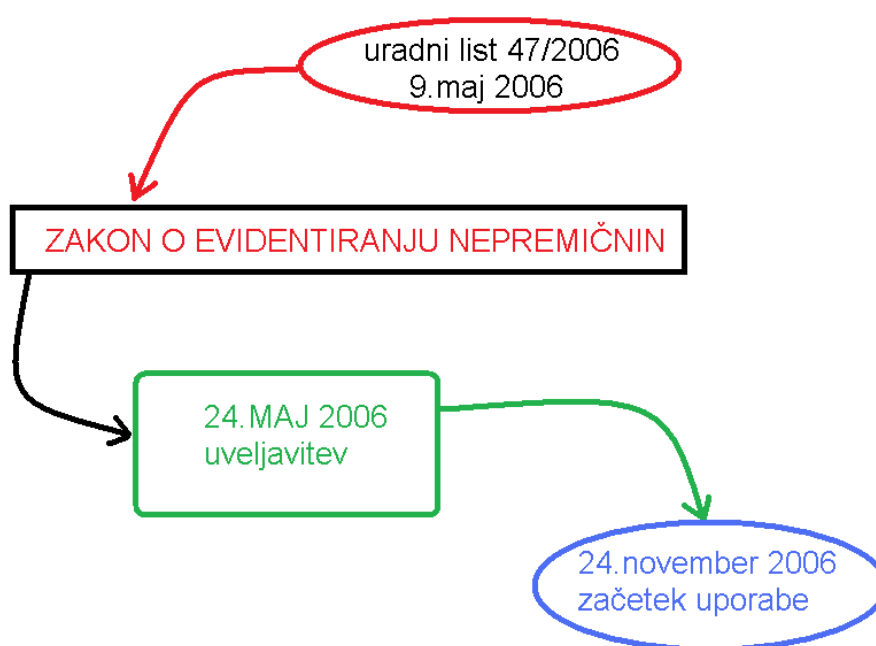 uradni list 47/2006
9.maj 2006
ZAKON O EVIDENTIRANJU NEPREMIČNIN
24.MAJ 2006
uveljavitev
24.november 2006
začetek uporabe